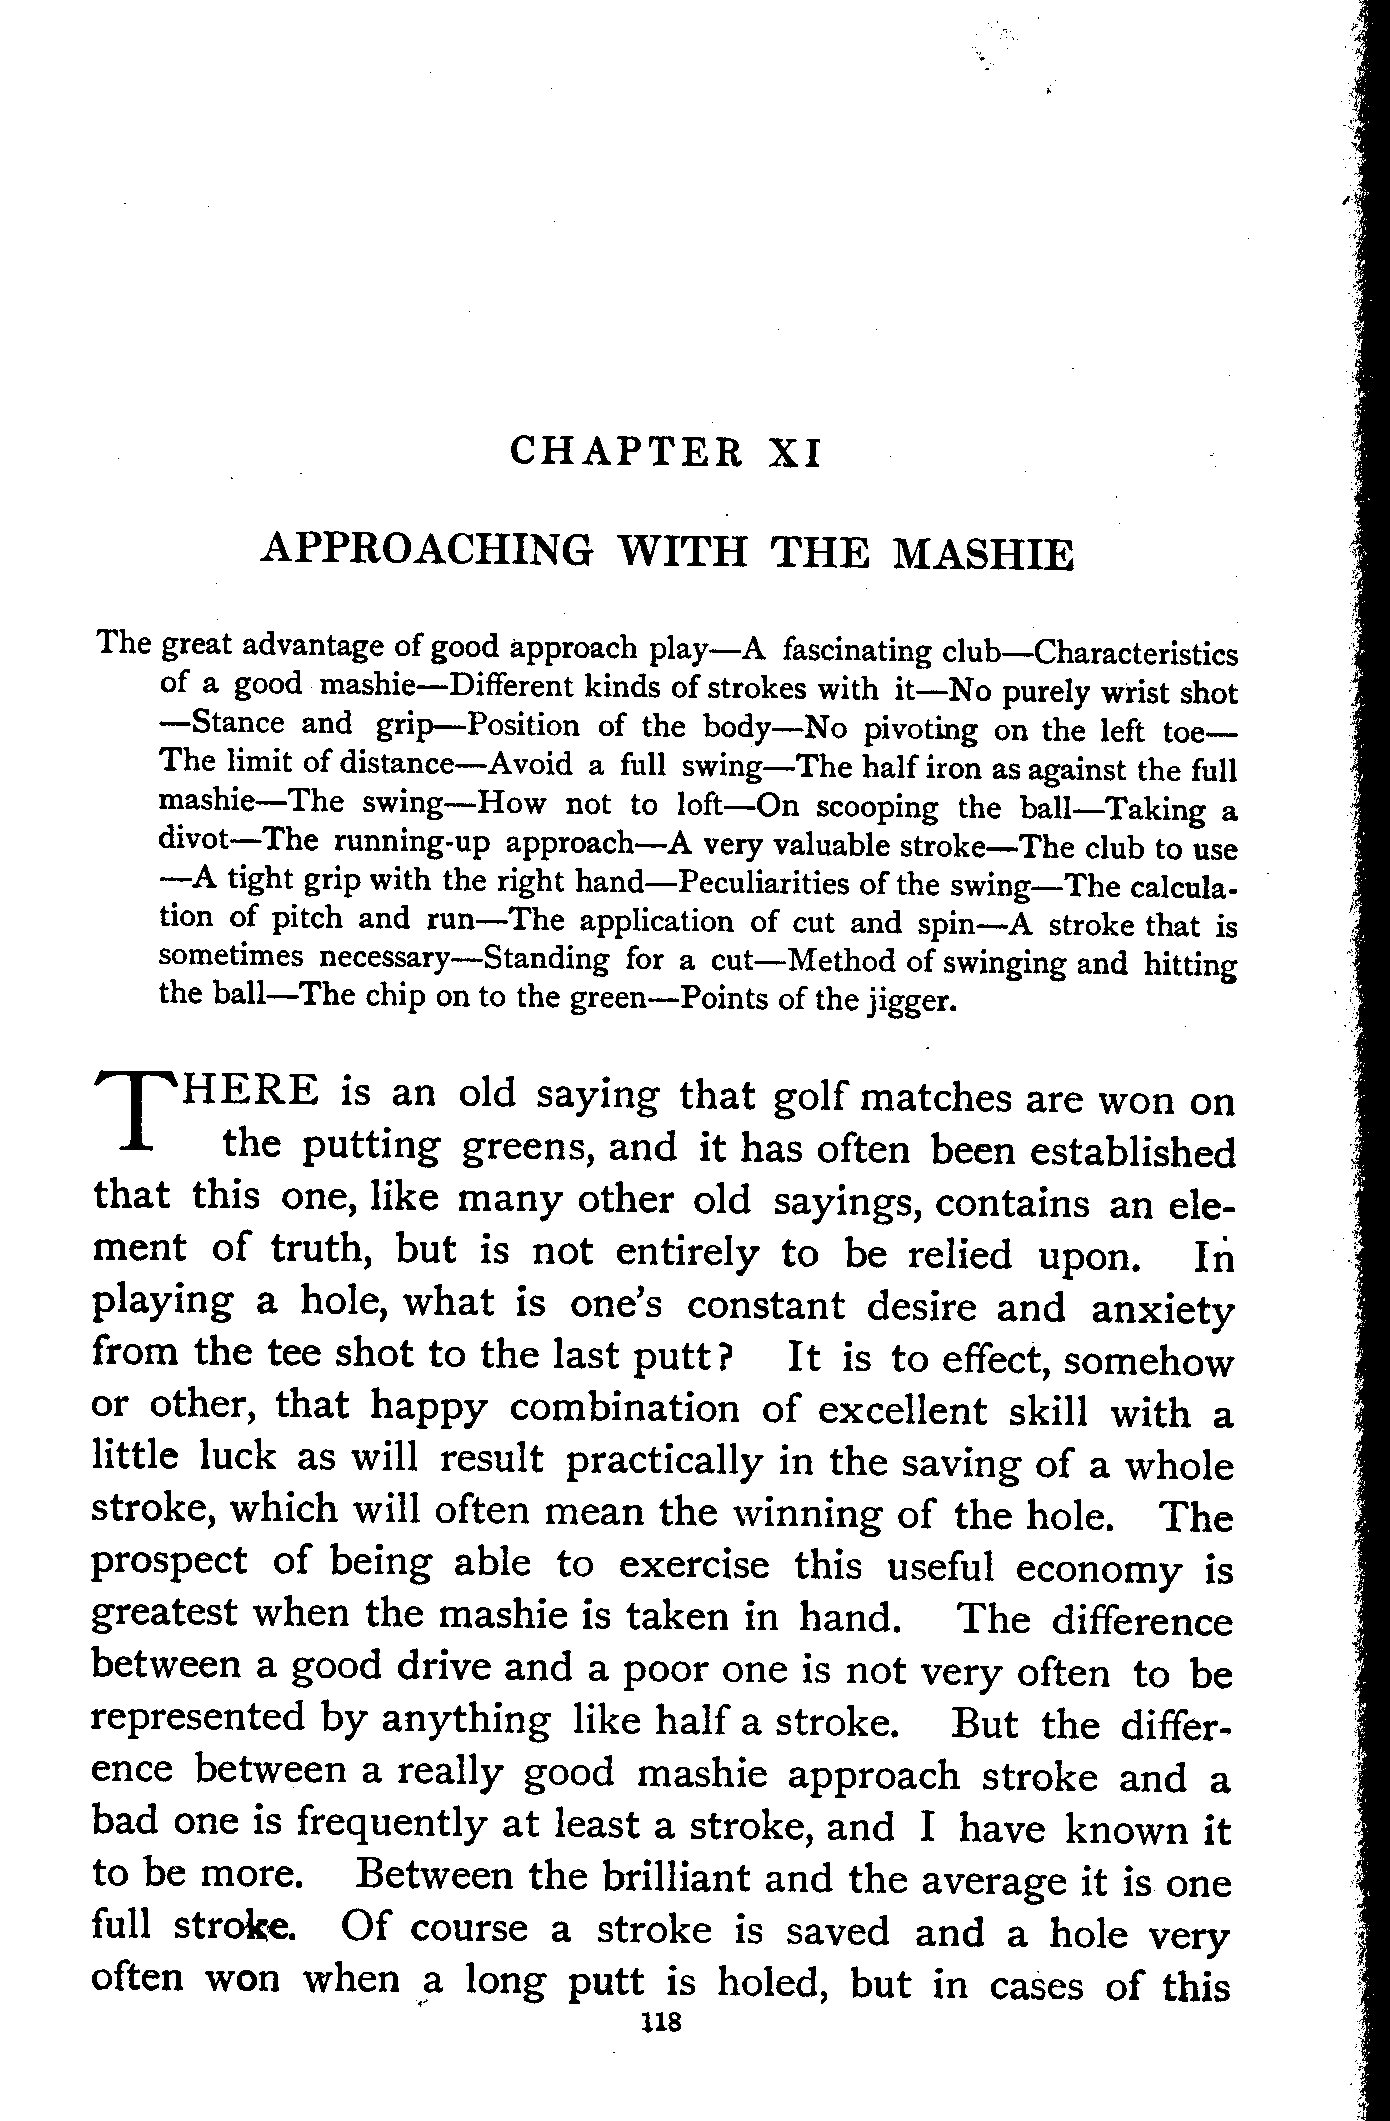 CHAPTER XI
APPROACHING WITH THE MASHIE
The great advantage of good approach play—A fascinating club—Characteristics
of a good mashie—Different kinds of strokes with it—No purely wrist shot
—Stance and grip—Position of the body—No pivoting on the left toe—
The limit of distance—Avoid a full swing—The half iron as against the full
mashie—The swing—How not to loft—On scooping the ball—Taking a
divot—The running-up approach—A very valuable stroke—The club to use
—A tight grip with the right hand—Peculiarities of the swing—The calcula-
tion of pitch and run—The application of cut and spin—A stroke that is
sometimes necessary—Standing for a cut—Method of swinging and hitting
the ball—The chip on to the green—Points of the jigger.
THERE is an old saying that golf matches are won on
the putting greens, and it has often been established
that this one, like many other old sayings, contains an ele-
ment of truth, but is not entirely to be relied upon. In
playing a hole, what is one's constant desire and anxiety
from the tee shot to the last putt? It is to effect, somehow
or other, that happy combination of excellent skill with a
little luck as will result practically in the saving of a whole
stroke, which will often mean the winning of the hole. The
prospect of being able to exercise this useful economy is
greatest when the mashie is taken in hand. The difference
between a good drive and a poor one is not very often to be
represented by anything like half a stroke. But the differ-
ence between a really good mashie approach stroke and a
bad one is frequently at least a stroke, and I have known it
to be more. Between the brilliant and the average it is one
full stroke. Of course a stroke is saved and a hole very
often won when a long putt is holed, but in cases of this
118